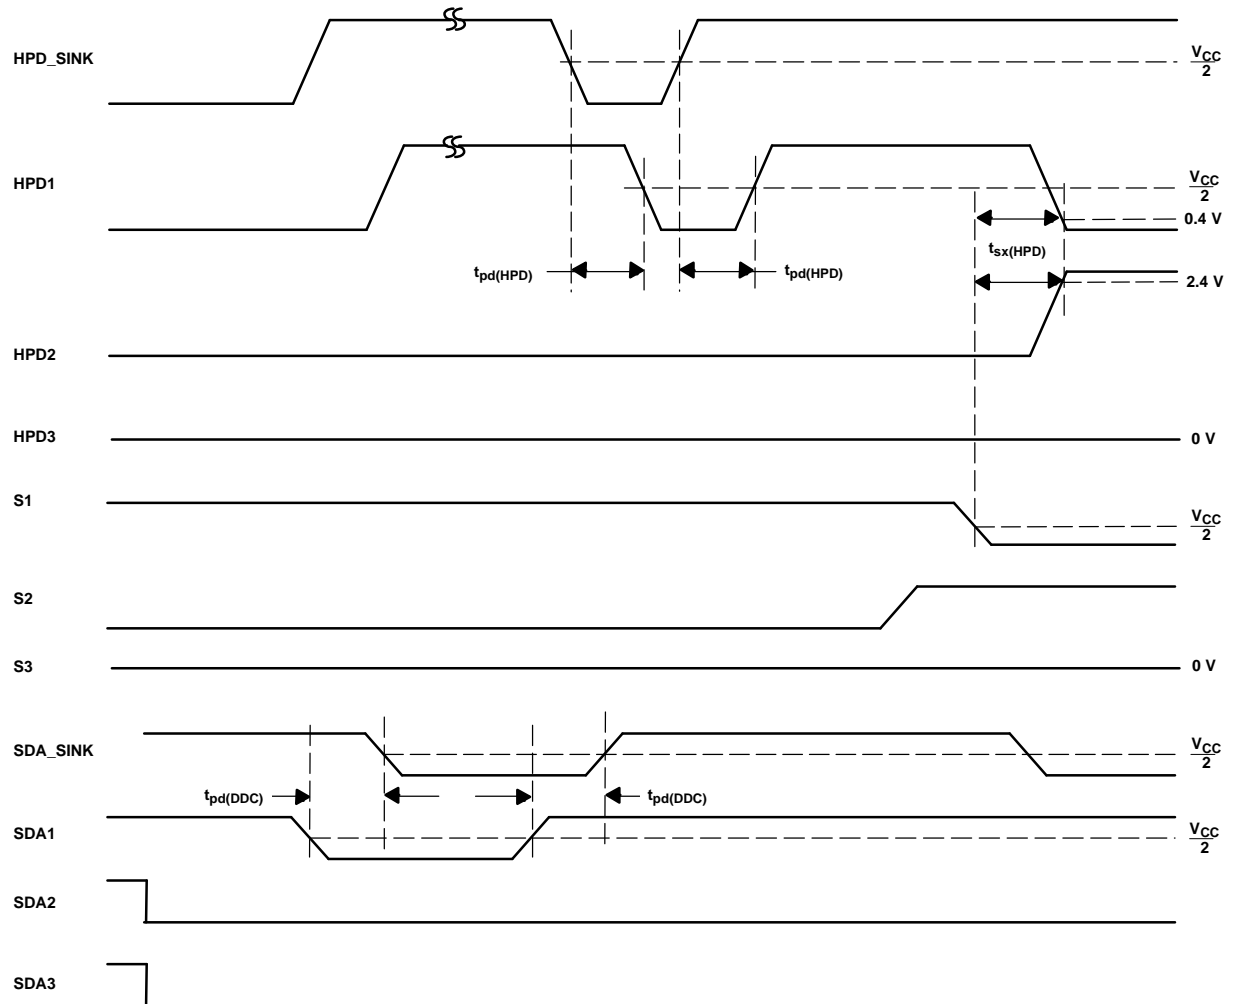 HPD_SINK
VCC
2
HPD1
VCC
2
0.4 V
tsx(HPD)
tpd(HPD)
tpd(HPD)
2.4 V
HPD2
HPD3
0 V
S1
VCC
2
S2
S3
0 V
SDA_SINK
VCC
2
tpd(DDC)
tpd(DDC)
SDA1
VCC
2
SDA2
SDA3